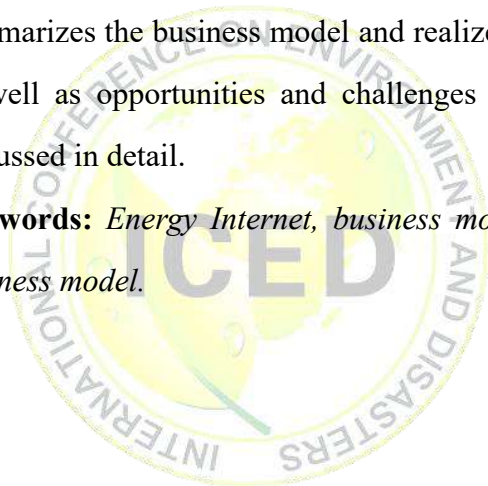 marizes the business model and realize
well as opportunities and challenges
ussed in detail.
words: Energy Internet, business mo
ness model.
INTERNATIONAL CONFERENCE ON ENVIRONMENT AND DISASTERS
ICED